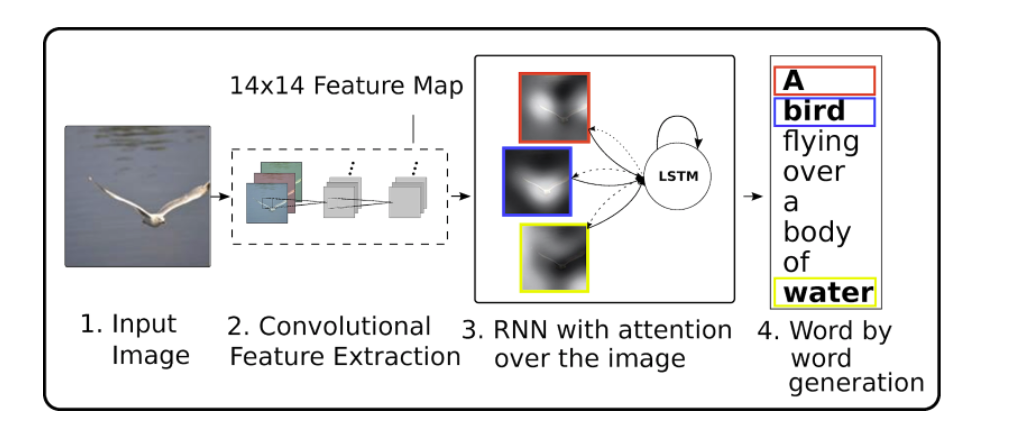 14x14 Feature Map
LSTM
A
bird
flying
over
a
body
of
water
1. Input
Image
2. Convolutional
Feature Extraction
3. RNN with attention
over the image
4. Word by
word
generation